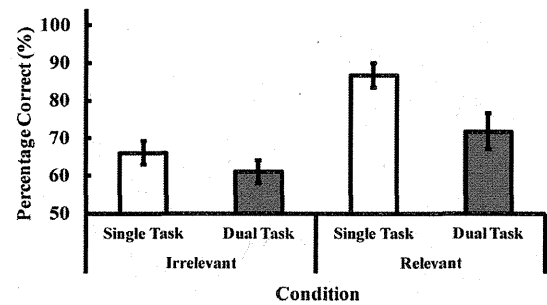 Percentage Correct (%)
100
90
80
70
60
50
Single Task Dual Task Single Task Dual Task
Irrelevant Relevant
Condition